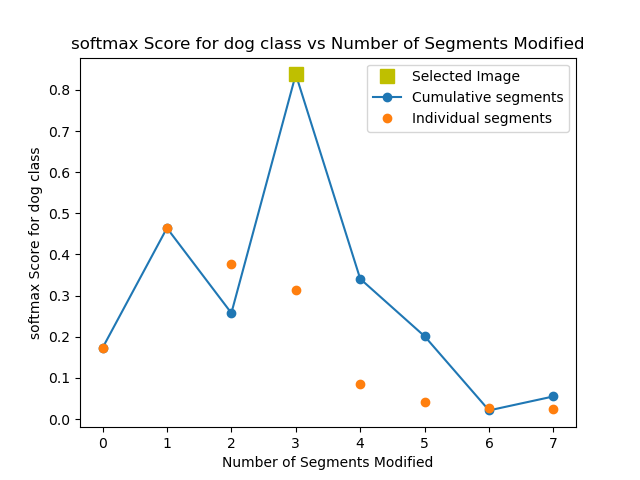 softmax Score for dog class vs Number of Segments Modified
Selected Image
Cumulative segments
Individual segments
softmax Score for dog class
0.8
0.7
0.6
0.5
0.4
0.3
0.2
0.1
0.0
0 1 2 3 4 5 6 7
Number of Segments Modified